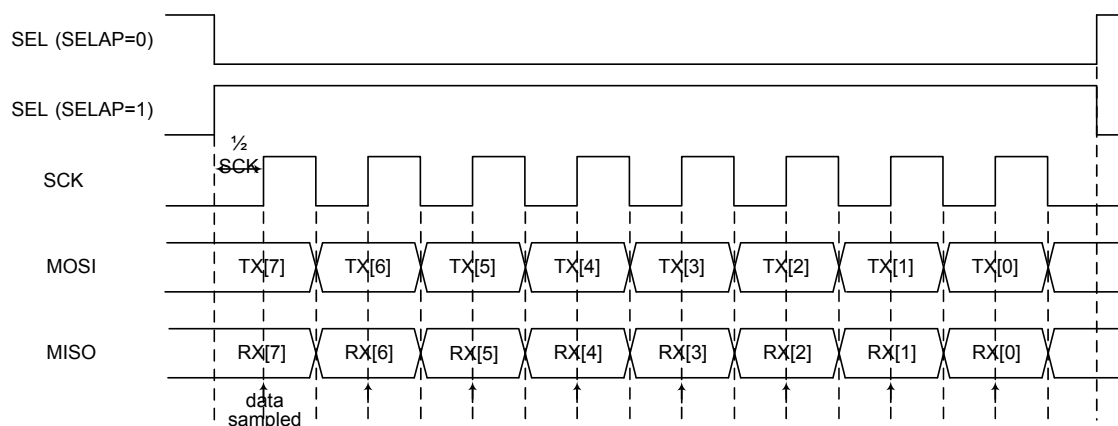 SEL (SELAP=0)
SEL (SELAP=1)
½
SCK
SCK
MOSI
TX[7] TX[6] TX[5] TX[4] TX[3] TX[2] TX[1] TX[0]
MISO
RX[7] RX[6] RX[5] RX[4] RX[3] RX[2] RX[1] RX[0]
data
sampled